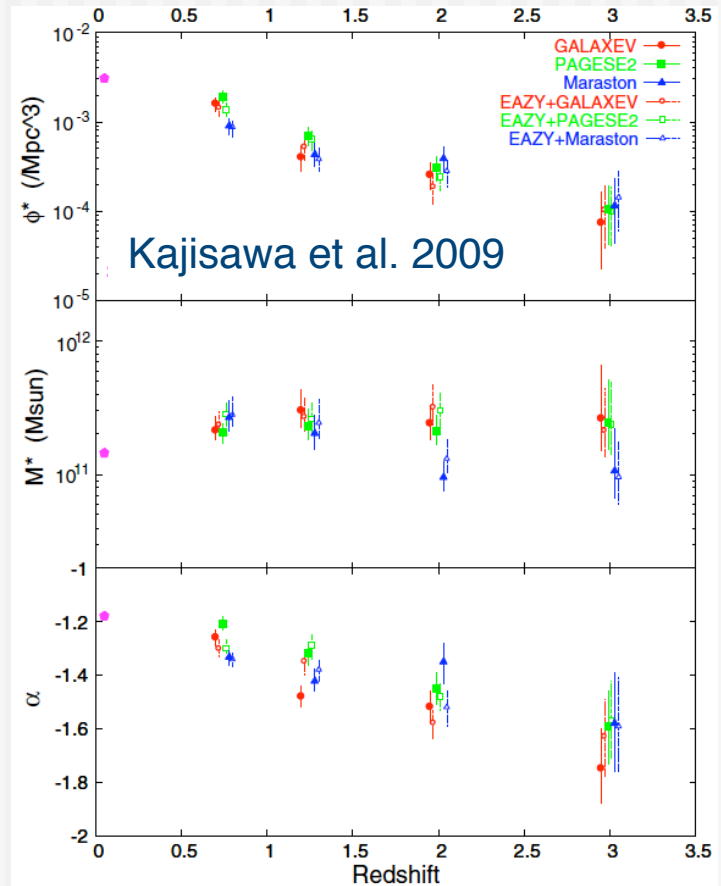 0 0.5 1 1.5 2 2.5 3 3.5
10^-2
10^-3
10^-4
10^-5
ϕ* (/Mpc^3)
GALAXEV
PAGESE2
Maraston
EAZY+GALAXEV
EAZY+PAGESE2
EAZY+Maraston
Kajisawa et al. 2009
10^12
10^11
M* (Msun)
-1
-1.2
-1.4
-1.6
-1.8
-2
α
0 0.5 1 1.5 2 2.5 3 3.5
Redshift